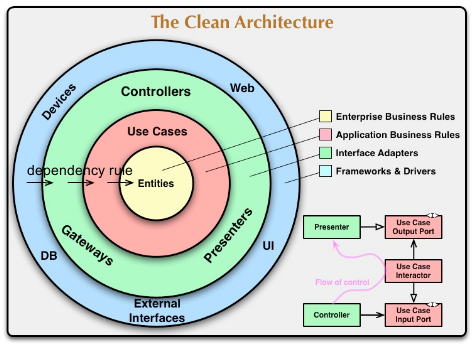 The Clean Architecture
Devices
Web
Controllers
Use Cases
Entities
dependency rule
Gateways
Presenters
DB
UI
External
Interfaces
Enterprise Business Rules
Application Business Rules
Interface Adapters
Frameworks & Drivers
Presenter
Use Case
Output Port
<I>
Use Case
Interactor
Flow of control
Controller
Use Case
Input Port
<I>